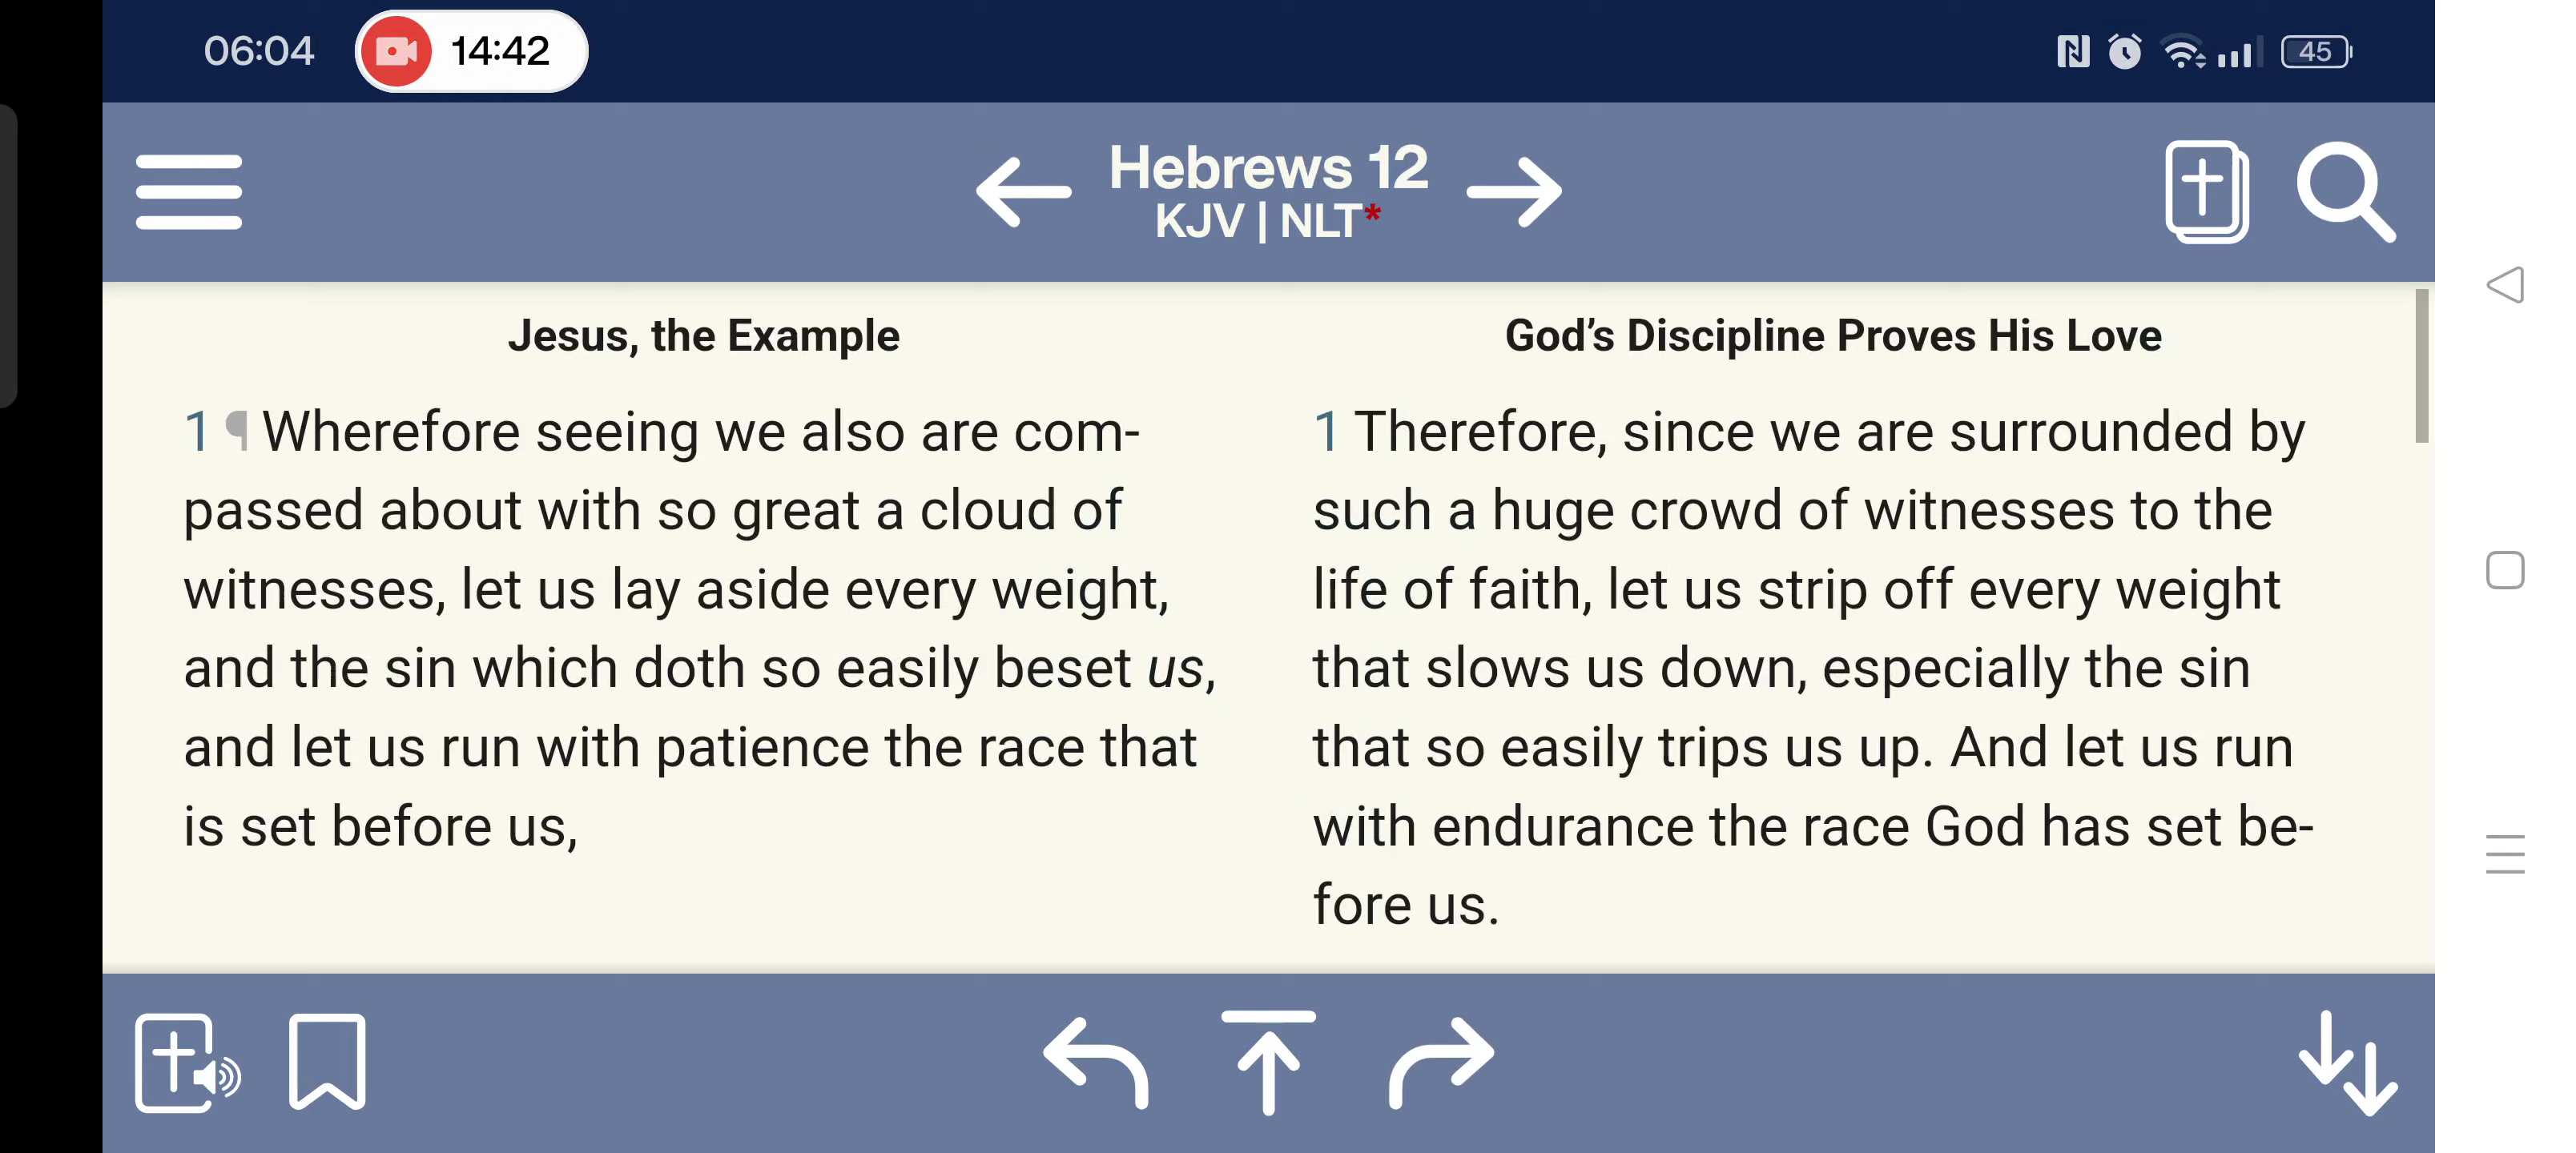 06:04 14:42 45
Hebrews 12
KJV | NLT*
Jesus, the Example
1 ¶ Wherefore seeing we also are com-
passed about with so great a cloud of
witnesses, let us lay aside every weight,
and the sin which doth so easily beset us,
and let us run with patience the race that
is set before us,
God’s Discipline Proves His Love
1 Therefore, since we are surrounded by
such a huge crowd of witnesses to the
life of faith, let us strip off every weight
that slows us down, especially the sin
that so easily trips us up. And let us run
with endurance the race God has set be-
fore us.